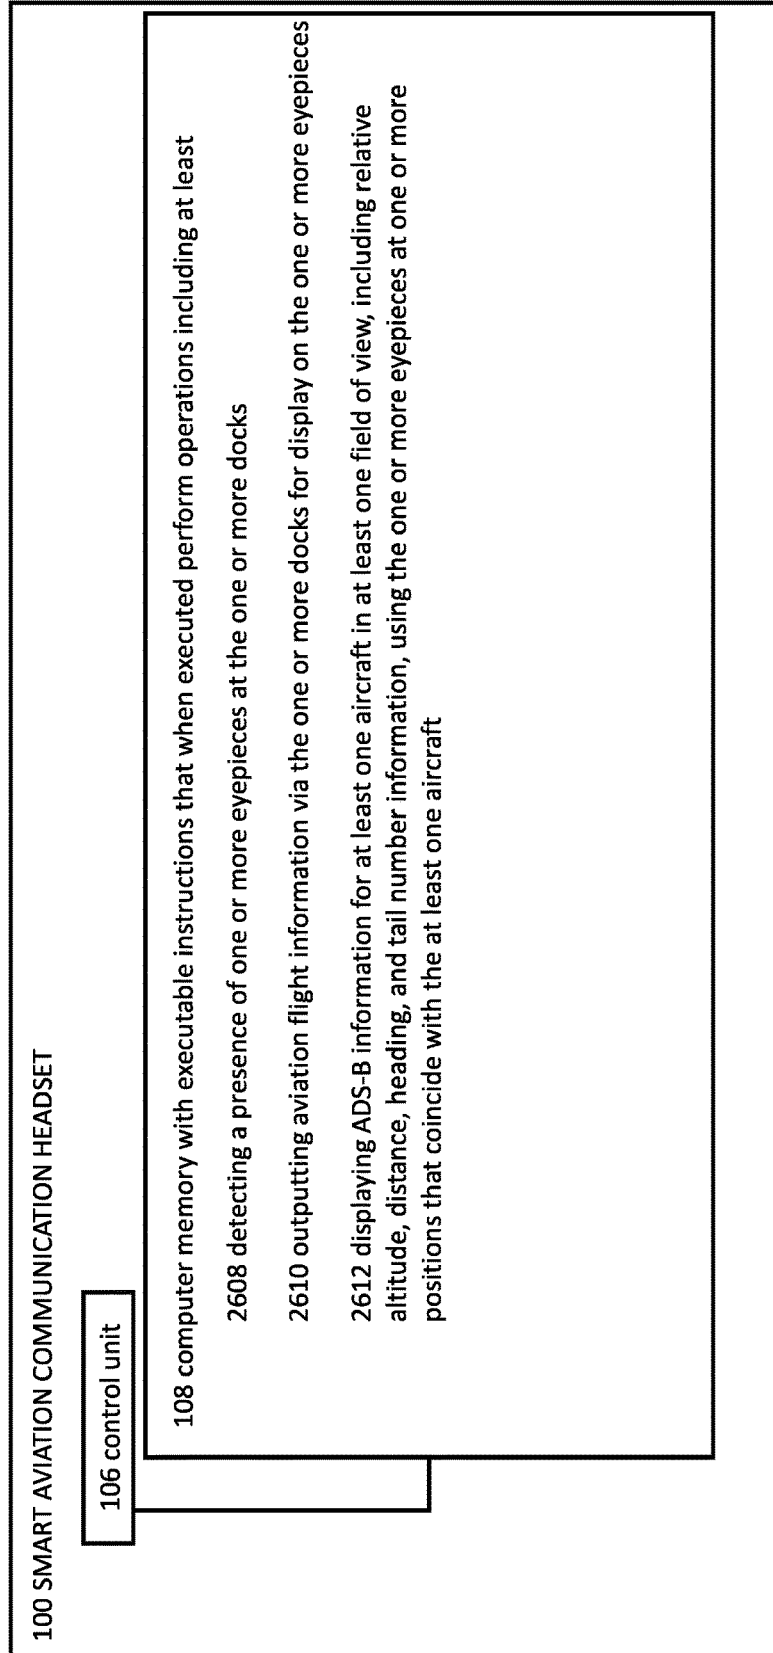 100 SMART AVIATION COMMUNICATION HEADSET
106 control unit
108 computer memory with executable instructions that when executed perform operations including at least
2608 detecting a presence of one or more eyepieces at the one or more docks
2610 outputting aviation flight information via the one or more docks for display on the one or more eyepieces
2612 displaying ADS-B information for at least one aircraft in at least one field of view, including relative
altitude, distance, heading, and tail number information, using the one or more eyepieces at one or more
positions that coincide with the at least one aircraft